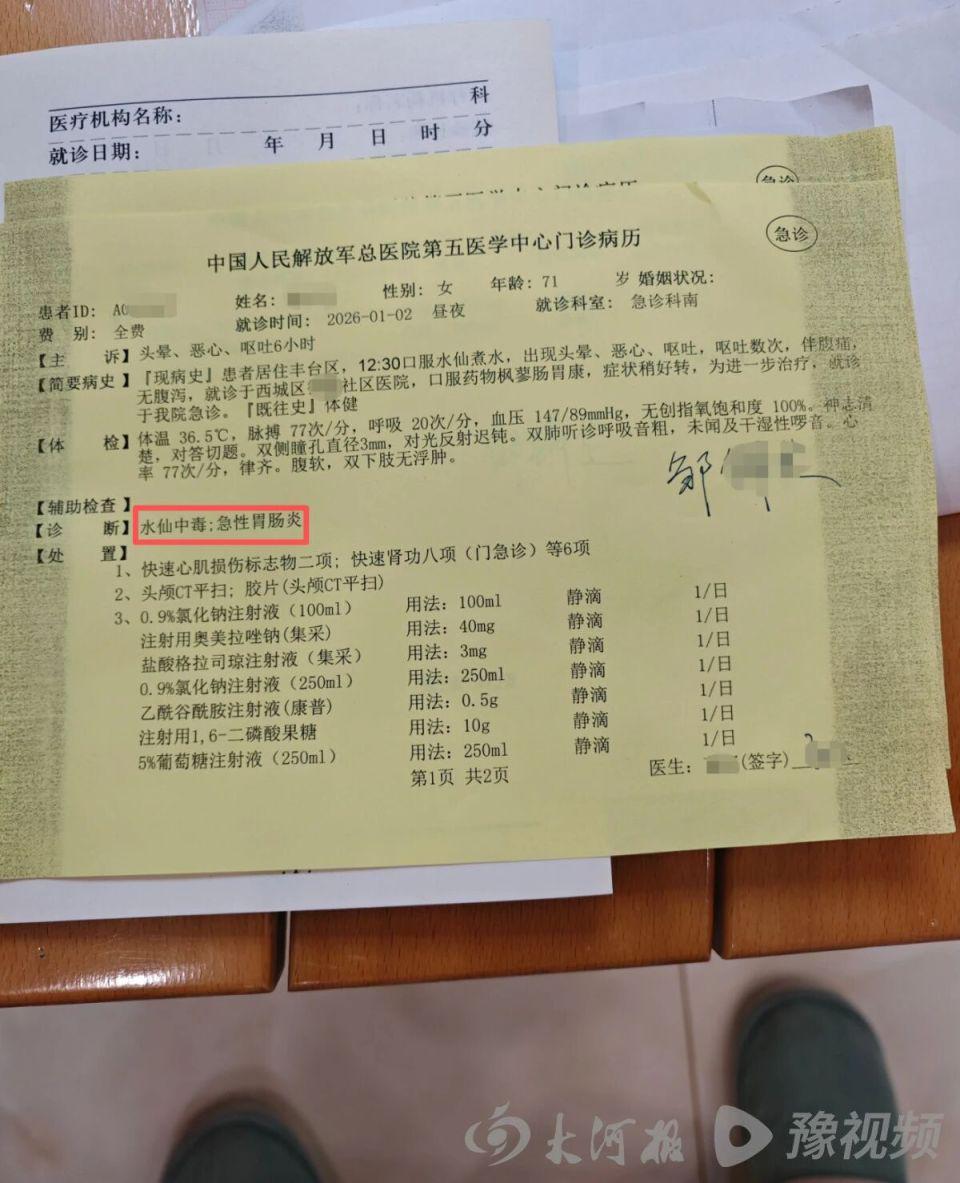 科
医疗机构名称：
就诊日期： 年 月 日 时 分
急诊
中国人民解放军总医院第五医学中心门诊病历
急诊
患者ID： A0 姓名： 性别：女 年龄：71 岁 婚姻状况：
费 别：全费 就诊时间：2026-01-02 昼夜 就诊科室：急诊科南
【主 诉】头晕、恶心、呕吐6小时
【简要病史】『现病史』患者居住丰台区，12:30口服水仙煮水，出现头晕、恶心、呕吐，呕吐数次，伴腹痛，
无腹泻，就诊于西城区 社区医院，口服药物枫蓼肠胃康，症状稍好转，为进一步治疗，就诊
于我院急诊。『既往史』体健
【体 检】体温 36.5℃，脉搏 77次/分，呼吸 20次/分，血压 147/89mmHg，无创指氧饱和度 100%。神志清
楚，对答切题。双侧瞳孔直径3mm，对光反射迟钝。双肺听诊呼吸音粗，未闻及干湿性啰音。心
率 77次/分，律齐。腹软，双下肢无浮肿。
【辅助检查】
【诊 断】水仙中毒;急性胃肠炎
【处 置】
1、快速心肌损伤标志物二项；快速肾功八项（门急诊）等6项
2、头颅CT平扫；胶片(头颅CT平扫)
3、0.9%氯化钠注射液（100ml） 用法：100ml 静滴 1/日
注射用奥美拉唑钠(集采) 用法：40mg 静滴 1/日
盐酸格拉司琼注射液（集采） 用法：3mg 静滴 1/日
0.9%氯化钠注射液（250ml） 用法：250ml 静滴 1/日
乙酰谷酰胺注射液(康普) 用法：0.5g 静滴 1/日
注射用1,6-二磷酸果糖 用法：10g 静滴 1/日
5%葡萄糖注射液（250ml） 用法：250ml 静滴 1/日
第1页 共2页
医生： (签字)
大河报 豫视频